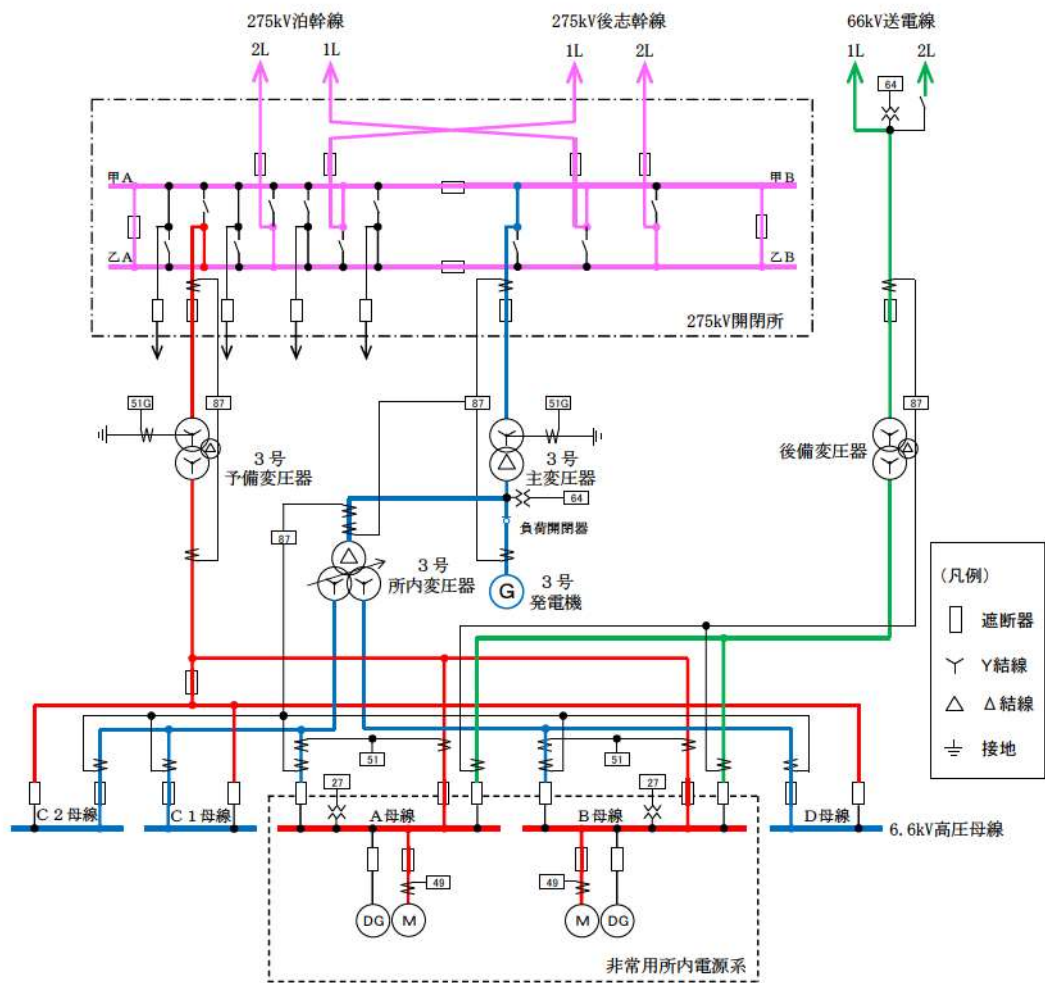 275kV泊幹線
275kV後志幹線
66kV送電線
2L
1L
1L
2L
1L
2L
64
甲A
甲B
乙A
乙B
275kV開閉所
51G
87
87
51G
87
3号
予備変圧器
3号
主変圧器
後備変圧器
64
87
負荷開閉器
3号
所内変圧器
G
3号
発電機
(凡例)
遮断器
Y結線
Δ結線
接地
51
51
27
27
C2母線
C1母線
A母線
B母線
D母線
6.6kV高圧母線
49
49
DG
M
M
DG
非常用所内電源系